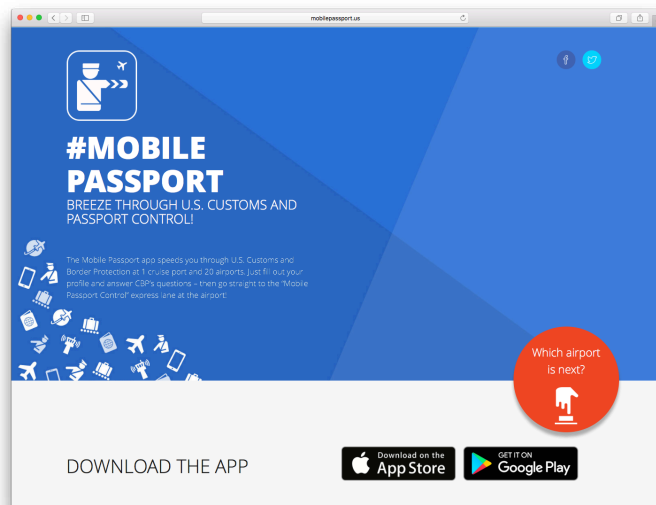 mobilepassport.us
#MOBILE
PASSPORT
BREEZE THROUGH U.S. CUSTOMS AND
PASSPORT CONTROL!
The Mobile Passport app speeds you through U.S. Customs and
Border Protection at 1 cruise port and 20 airports. Just fill out your
profile and answer CBP's questions – then go straight to the "Mobile
Passport Control" express lane at the airport:
Which airport
is next?
DOWNLOAD THE APP
Download on the
App Store
GET IT ON
Google Play